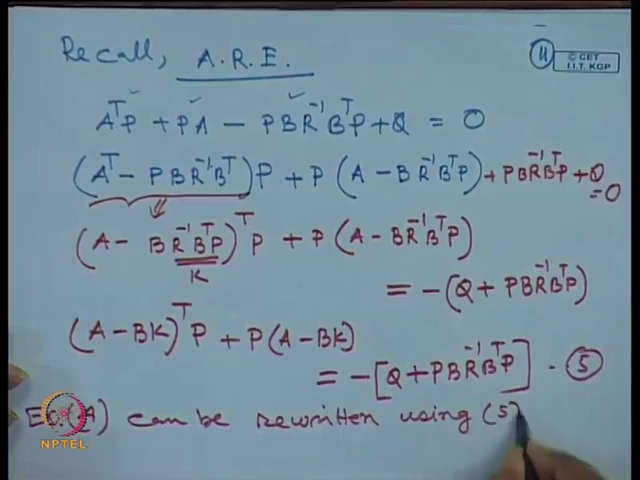 Recall, A.R.E.
11
© CET
I.I.T. KGP
AᵀP + PA − PBR⁻¹BᵀP + Q = 0
(Aᵀ − PBR⁻¹Bᵀ)P + P(A − BR⁻¹BᵀP) + PBR⁻¹BᵀP + Q = 0
(A − BR⁻¹BᵀP)ᵀP + P(A − BR⁻¹BᵀP)
K
= −(Q + PBR⁻¹BᵀP)
(A − BK)ᵀP + P(A − BK)
= −[Q + PBR⁻¹BᵀP] - (5)
can be rewritten using (5)
NPTEL